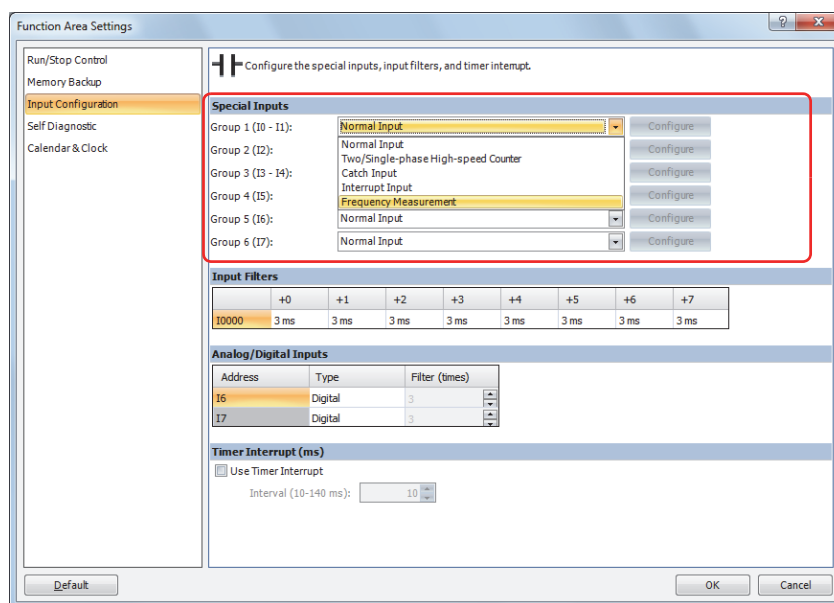 Function Area Settings
Run/Stop Control
Memory Backup
Input Configuration
Self Diagnostic
Calendar & Clock
Configure the special inputs, input filters, and timer interrupt.
Special Inputs
Group 1 (I0 - I1): Normal Input Configure
Group 2 (I2): Configure
Group 3 (I3 - I4): Configure
Group 4 (I5): Configure
Normal Input
Two/Single-phase High-speed Counter
Catch Input
Interrupt Input
Frequency Measurement
Group 5 (I6): Normal Input Configure
Group 6 (I7): Normal Input Configure
Input Filters
+0 +1 +2 +3 +4 +5 +6 +7
I0000 3 ms 3 ms 3 ms 3 ms 3 ms 3 ms 3 ms 3 ms
Analog/Digital Inputs
Address Type Filter (times)
I6 Digital 3
I7 Digital 3
Timer Interrupt (ms)
Use Timer Interrupt
Interval (10-140 ms): 10
Default OK Cancel